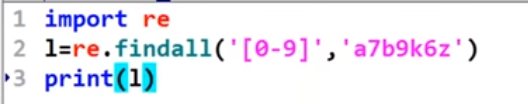 1 import re
2 l=re.findall('[0-9]','a7b9k6z')
3 print(l)